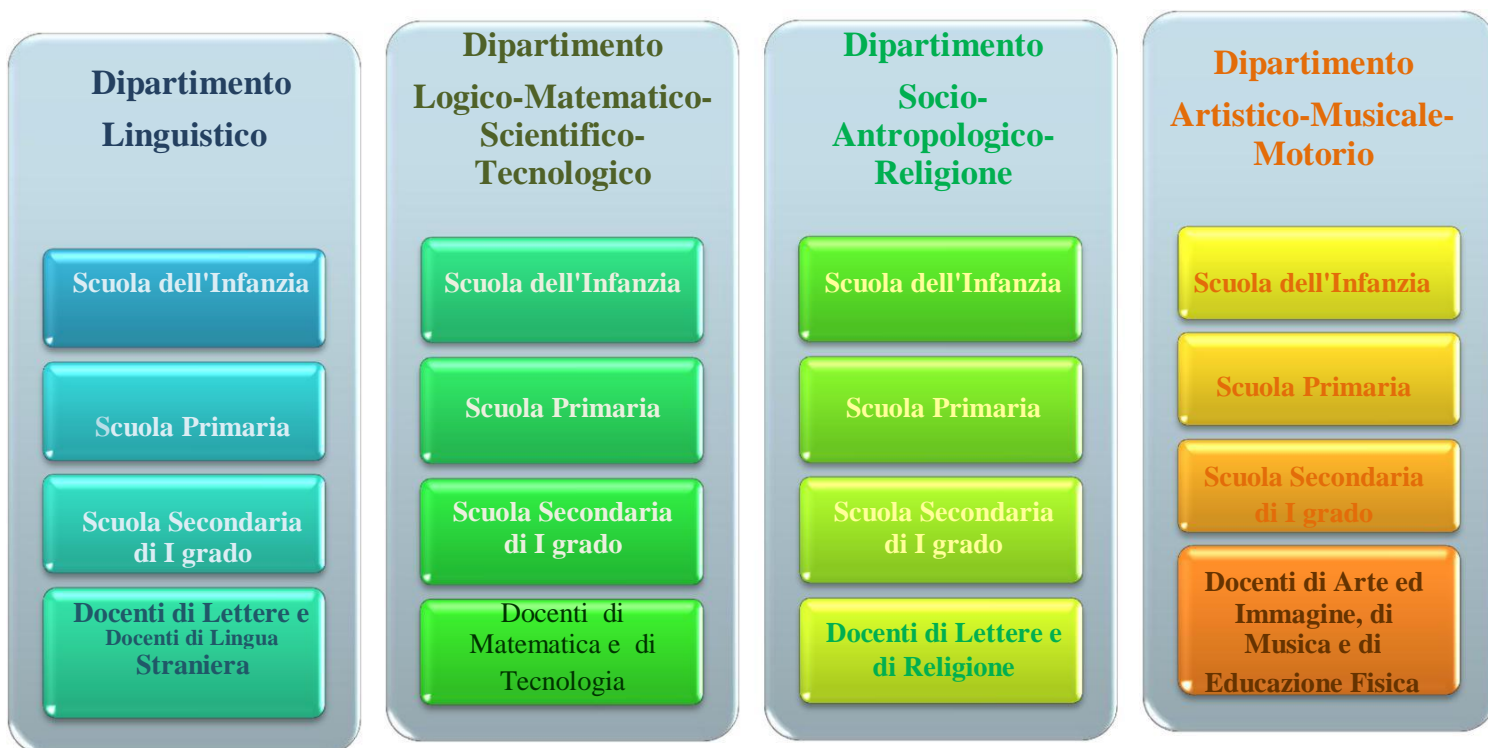 Dipartimento
Linguistico
Scuola dell'Infanzia
Scuola Primaria
Scuola Secondaria
di I grado
Docenti di Lettere e
Docenti di Lingua
Straniera
Dipartimento
Logico-Matematico-
Scientifico-
Tecnologico
Scuola dell'Infanzia
Scuola Primaria
Scuola Secondaria
di I grado
Docenti di
Matematica e di
Tecnologia
Dipartimento
Socio-
Antropologico-
Religione
Scuola dell'Infanzia
Scuola Primaria
Scuola Secondaria
di I grado
Docenti di Lettere e
di Religione
Dipartimento
Artistico-Musicale-
Motorio
Scuola dell'Infanzia
Scuola Primaria
Scuola Secondaria
di I grado
Docenti di Arte ed
Immagine, di
Musica e di
Educazione Fisica